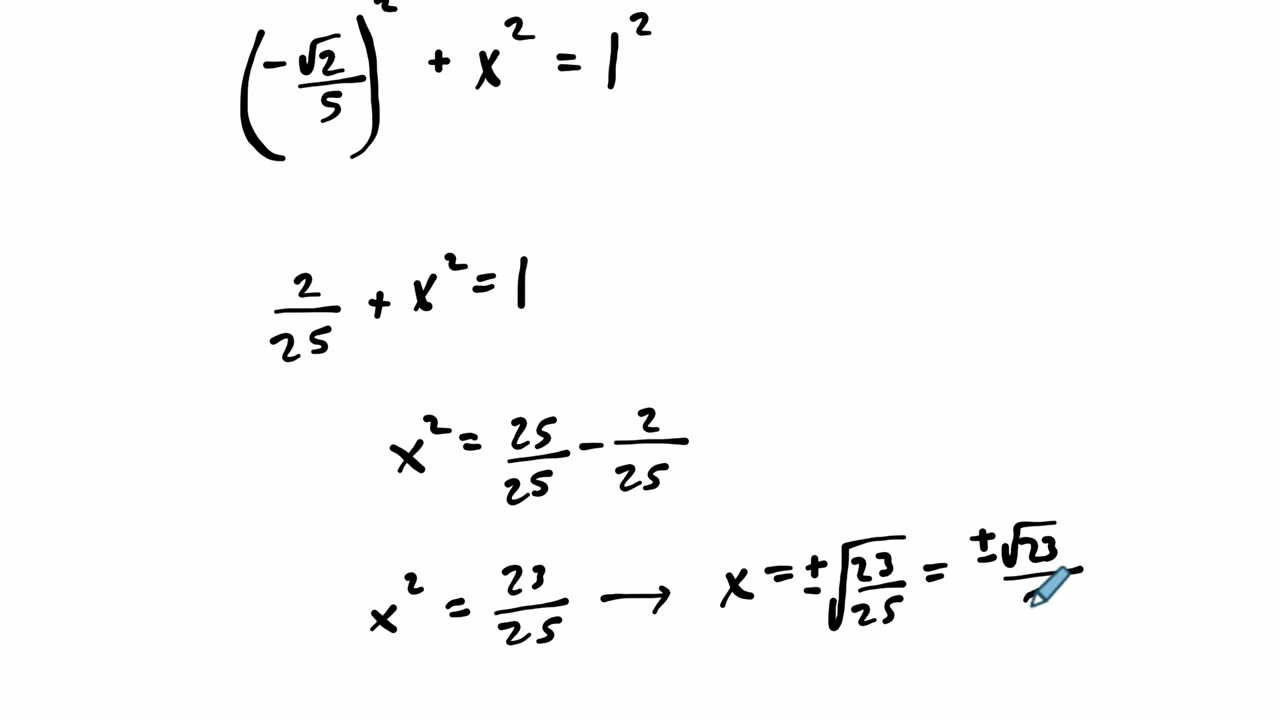 (-√2/5)² + x² = 1²
2/25 + x² = 1
x² = 25/25 - 2/25
x² = 23/25 → x = ±√(23/25) = ±√23/